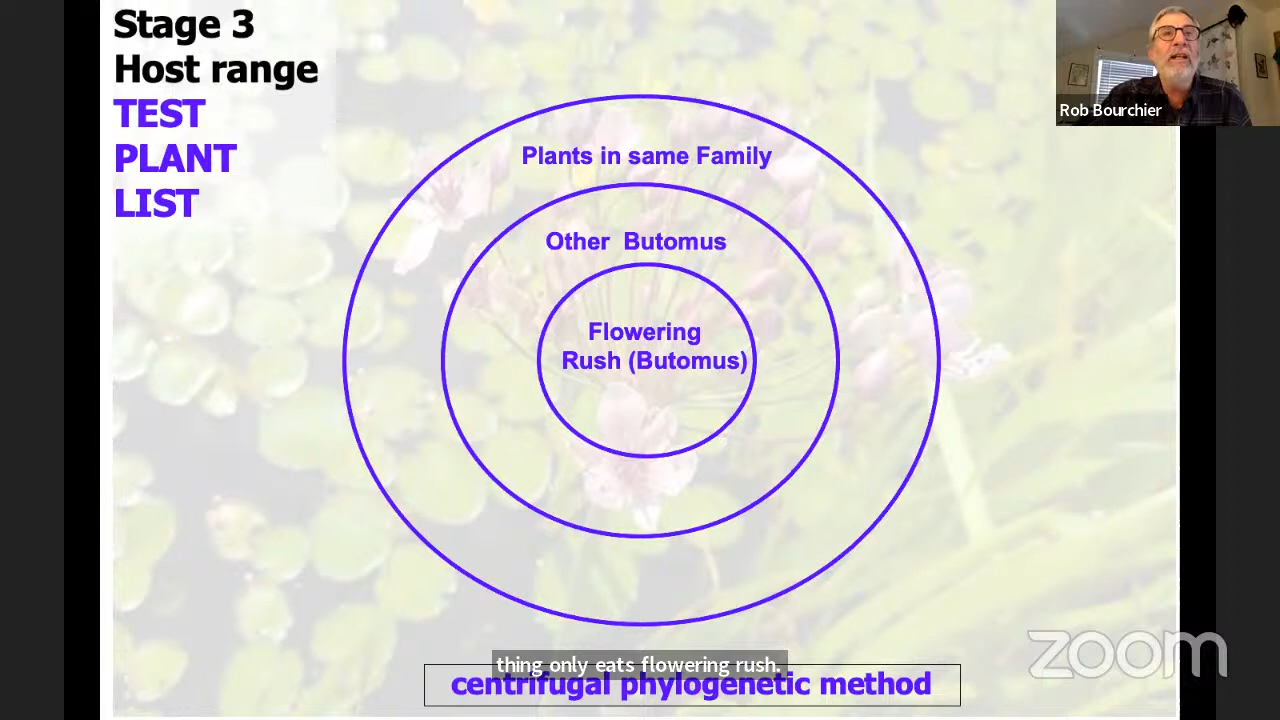 Stage 3
Host range
TEST
PLANT
LIST
Rob Bourchier
Plants in same Family
Other Butomus
Flowering
Rush (Butomus)
thing only eats flowering rush.
centrifugal phylogenetic method
zoom